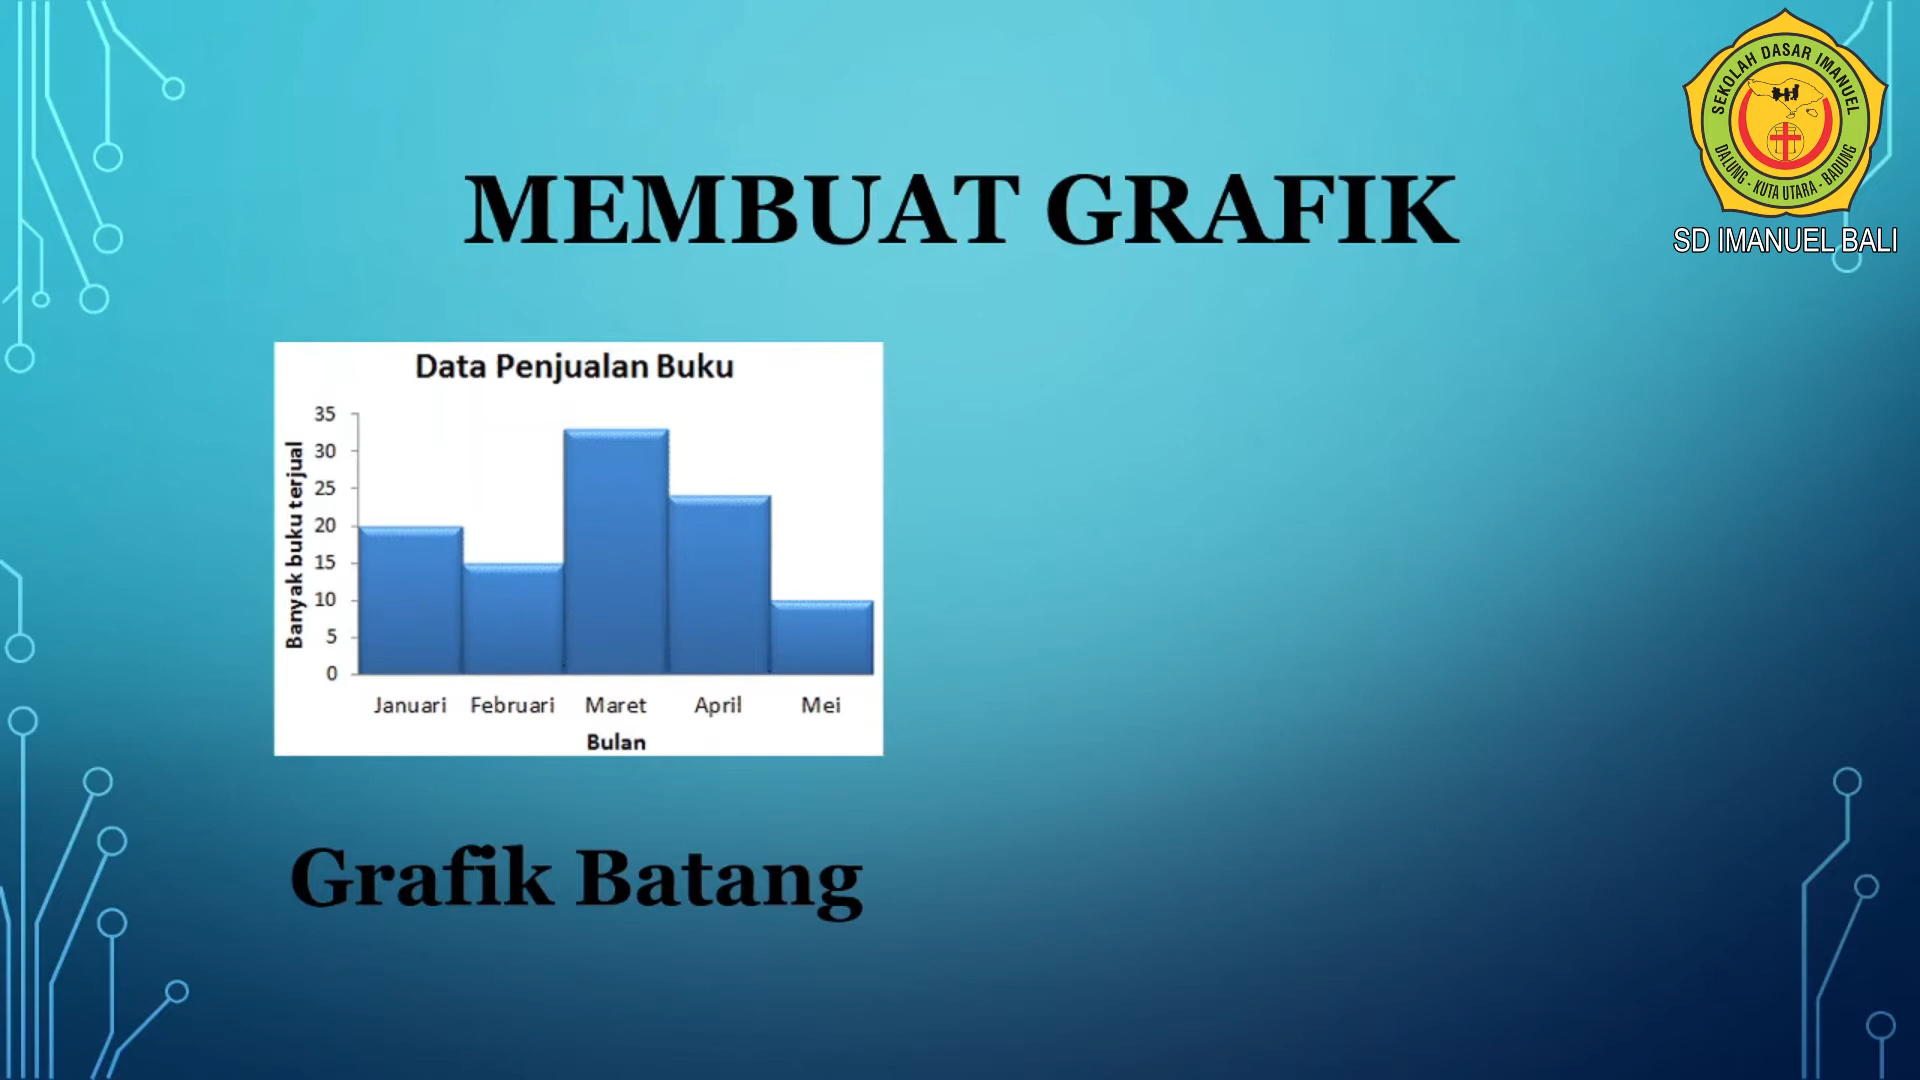 MEMBUAT GRAFIK
SEKOLAH DASAR IMANUEL
DALUNG - KUTA UTARA - BADUNG
SD IMANUEL BALI
Data Penjualan Buku
Banyak buku terjual
35
30
25
20
15
10
5
0
Januari Februari Maret April Mei
Bulan
Grafik Batang